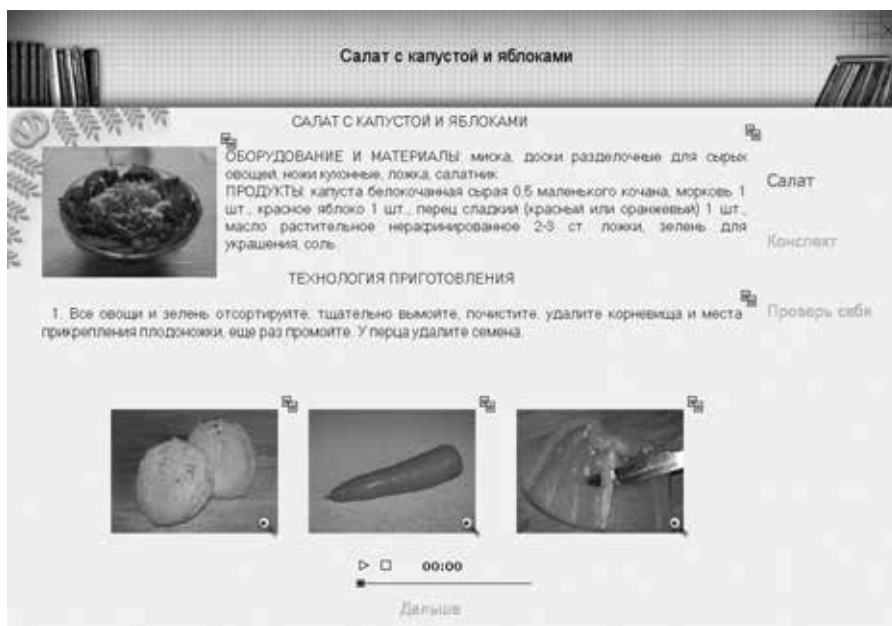 Салат с капустой и яблоками
САЛАТ С КАПУСТОЙ И ЯБЛОКАМИ
ОБОРУДОВАНИЕ И МАТЕРИАЛЫ: миска, доски разделочные для сырых
овощей, ножи кухонные, ложка, салатник.
ПРОДУКТЫ: капуста белокочанная сырая 0.5 маленького кочана, морковь 1
шт., красное яблоко 1 шт., перец сладкий (красный или оранжевый) 1 шт.,
масло растительное нерафинированное 2-3 ст. ложки, зелень для
украшения, соль.
Салат
Конспект
Проверь себя
ТЕХНОЛОГИЯ ПРИГОТОВЛЕНИЯ
1. Все овощи и зелень отсортируйте, тщательно вымойте, почистите, удалите корневища и места
прикрепления плодоножки, еще раз промойте. У перца удалите семена.
00:00
Дальше